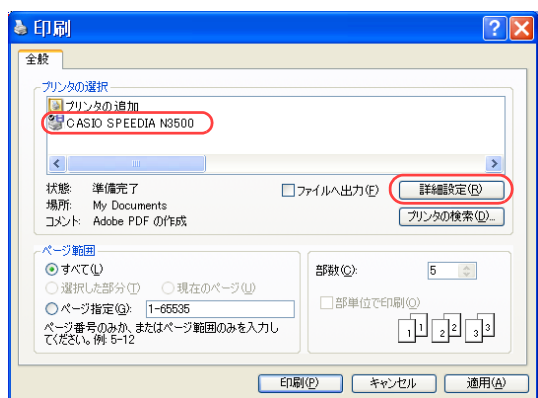 印刷
全般
プリンタの選択
プリンタの追加
CASIO SPEEDIA N3500
状態: 準備完了
場所: My Documents
コメント: Adobe PDF の作成
ファイルへ出力(F)
詳細設定(R)
プリンタの検索(D)...
ページ範囲
すべて(L)
選択した部分(T) 現在のページ(U)
ページ指定(G): 1-65535
ページ番号のみか、またはページ範囲のみを入力し
てください。例: 5-12
部数(C): 5
部単位で印刷(O)
1 1 2 2 3 3
印刷(P) キャンセル 適用(A)